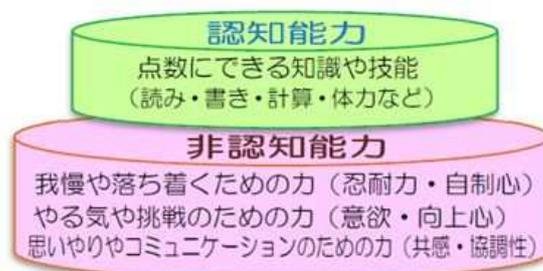 認知能力
点数にできる知識や技能
（読み・書き・計算・体力など）
非認知能力
我慢や落ち着くための力（忍耐力・自制心）
やる気や挑戦のための力（意欲・向上心）
思いやりやコミュニケーションのための力（共感・協調性）